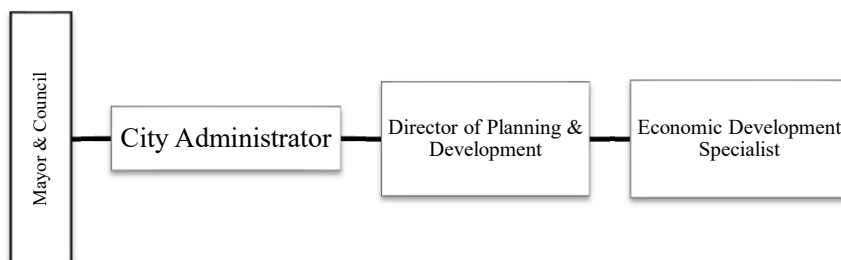 Mayor & Council
City Administrator
Director of Planning &
Development
Economic Development
Specialist